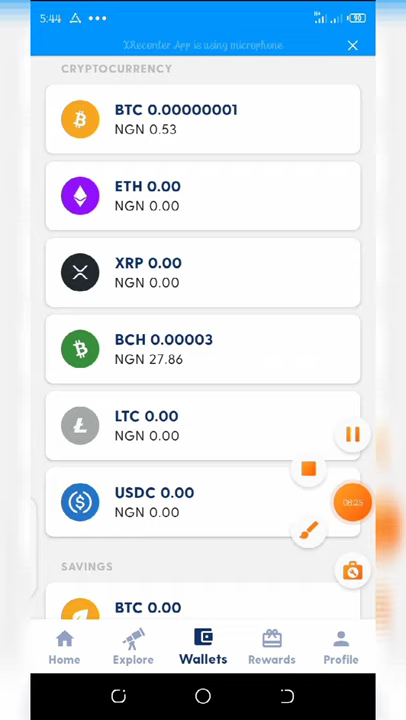 5:44
XRecorder App is using microphone
CRYPTOCURRENCY
BTC 0.00000001
NGN 0.53
ETH 0.00
NGN 0.00
XRP 0.00
NGN 0.00
BCH 0.00003
NGN 27.86
LTC 0.00
NGN 0.00
USDC 0.00
NGN 0.00
08:25
SAVINGS
BTC 0.00
Home Explore Wallets Rewards Profile